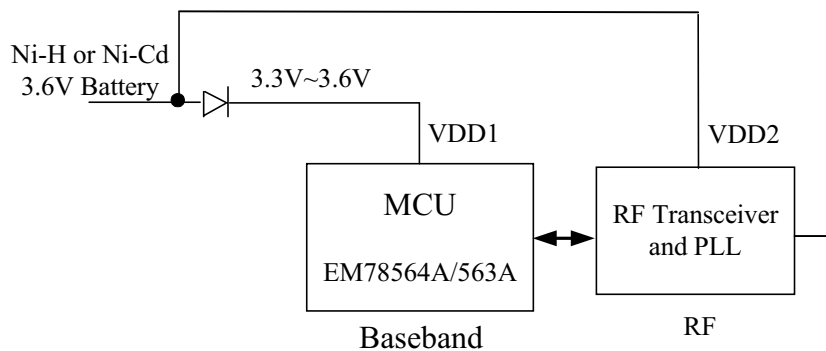 Ni-H or Ni-Cd
3.6V Battery
3.3V~3.6V
VDD1
VDD2
MCU
EM78564A/563A
Baseband
RF Transceiver
and PLL
RF